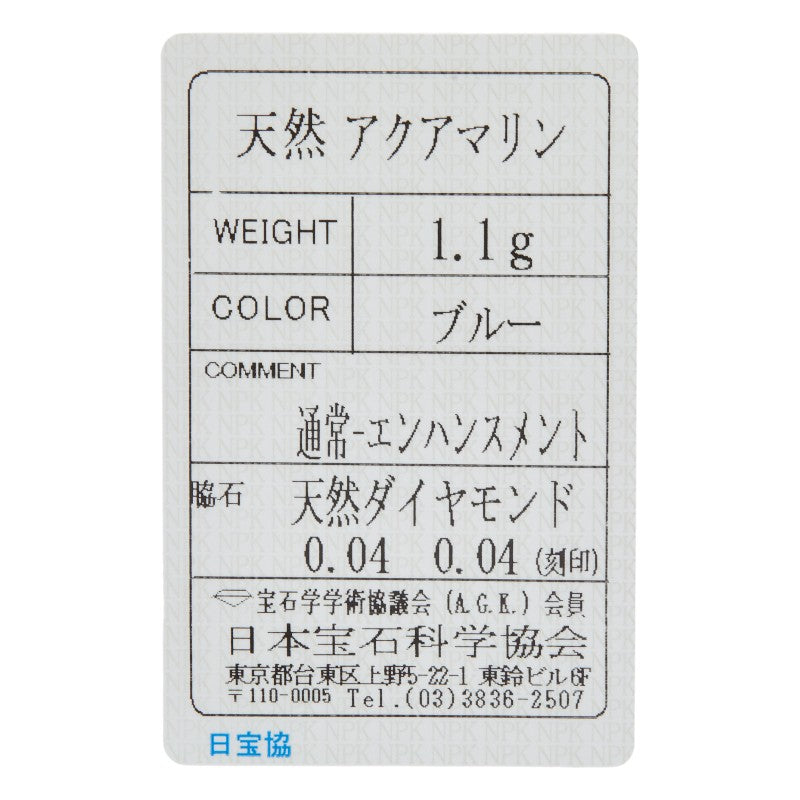 天然 アクアマリン
WEIGHT 1.1g
COLOR ブルー
COMMENT
通常-エンハンスメント
脇石 天然ダイヤモンド
0.04 0.04 (刻印)
宝石学学術協議会 (A.G.K.) 会員
日本宝石科学協会
東京都台東区上野5-22-1 東鈴ビル6F
〒110-0005 Tel.(03)3836-2507
日宝協